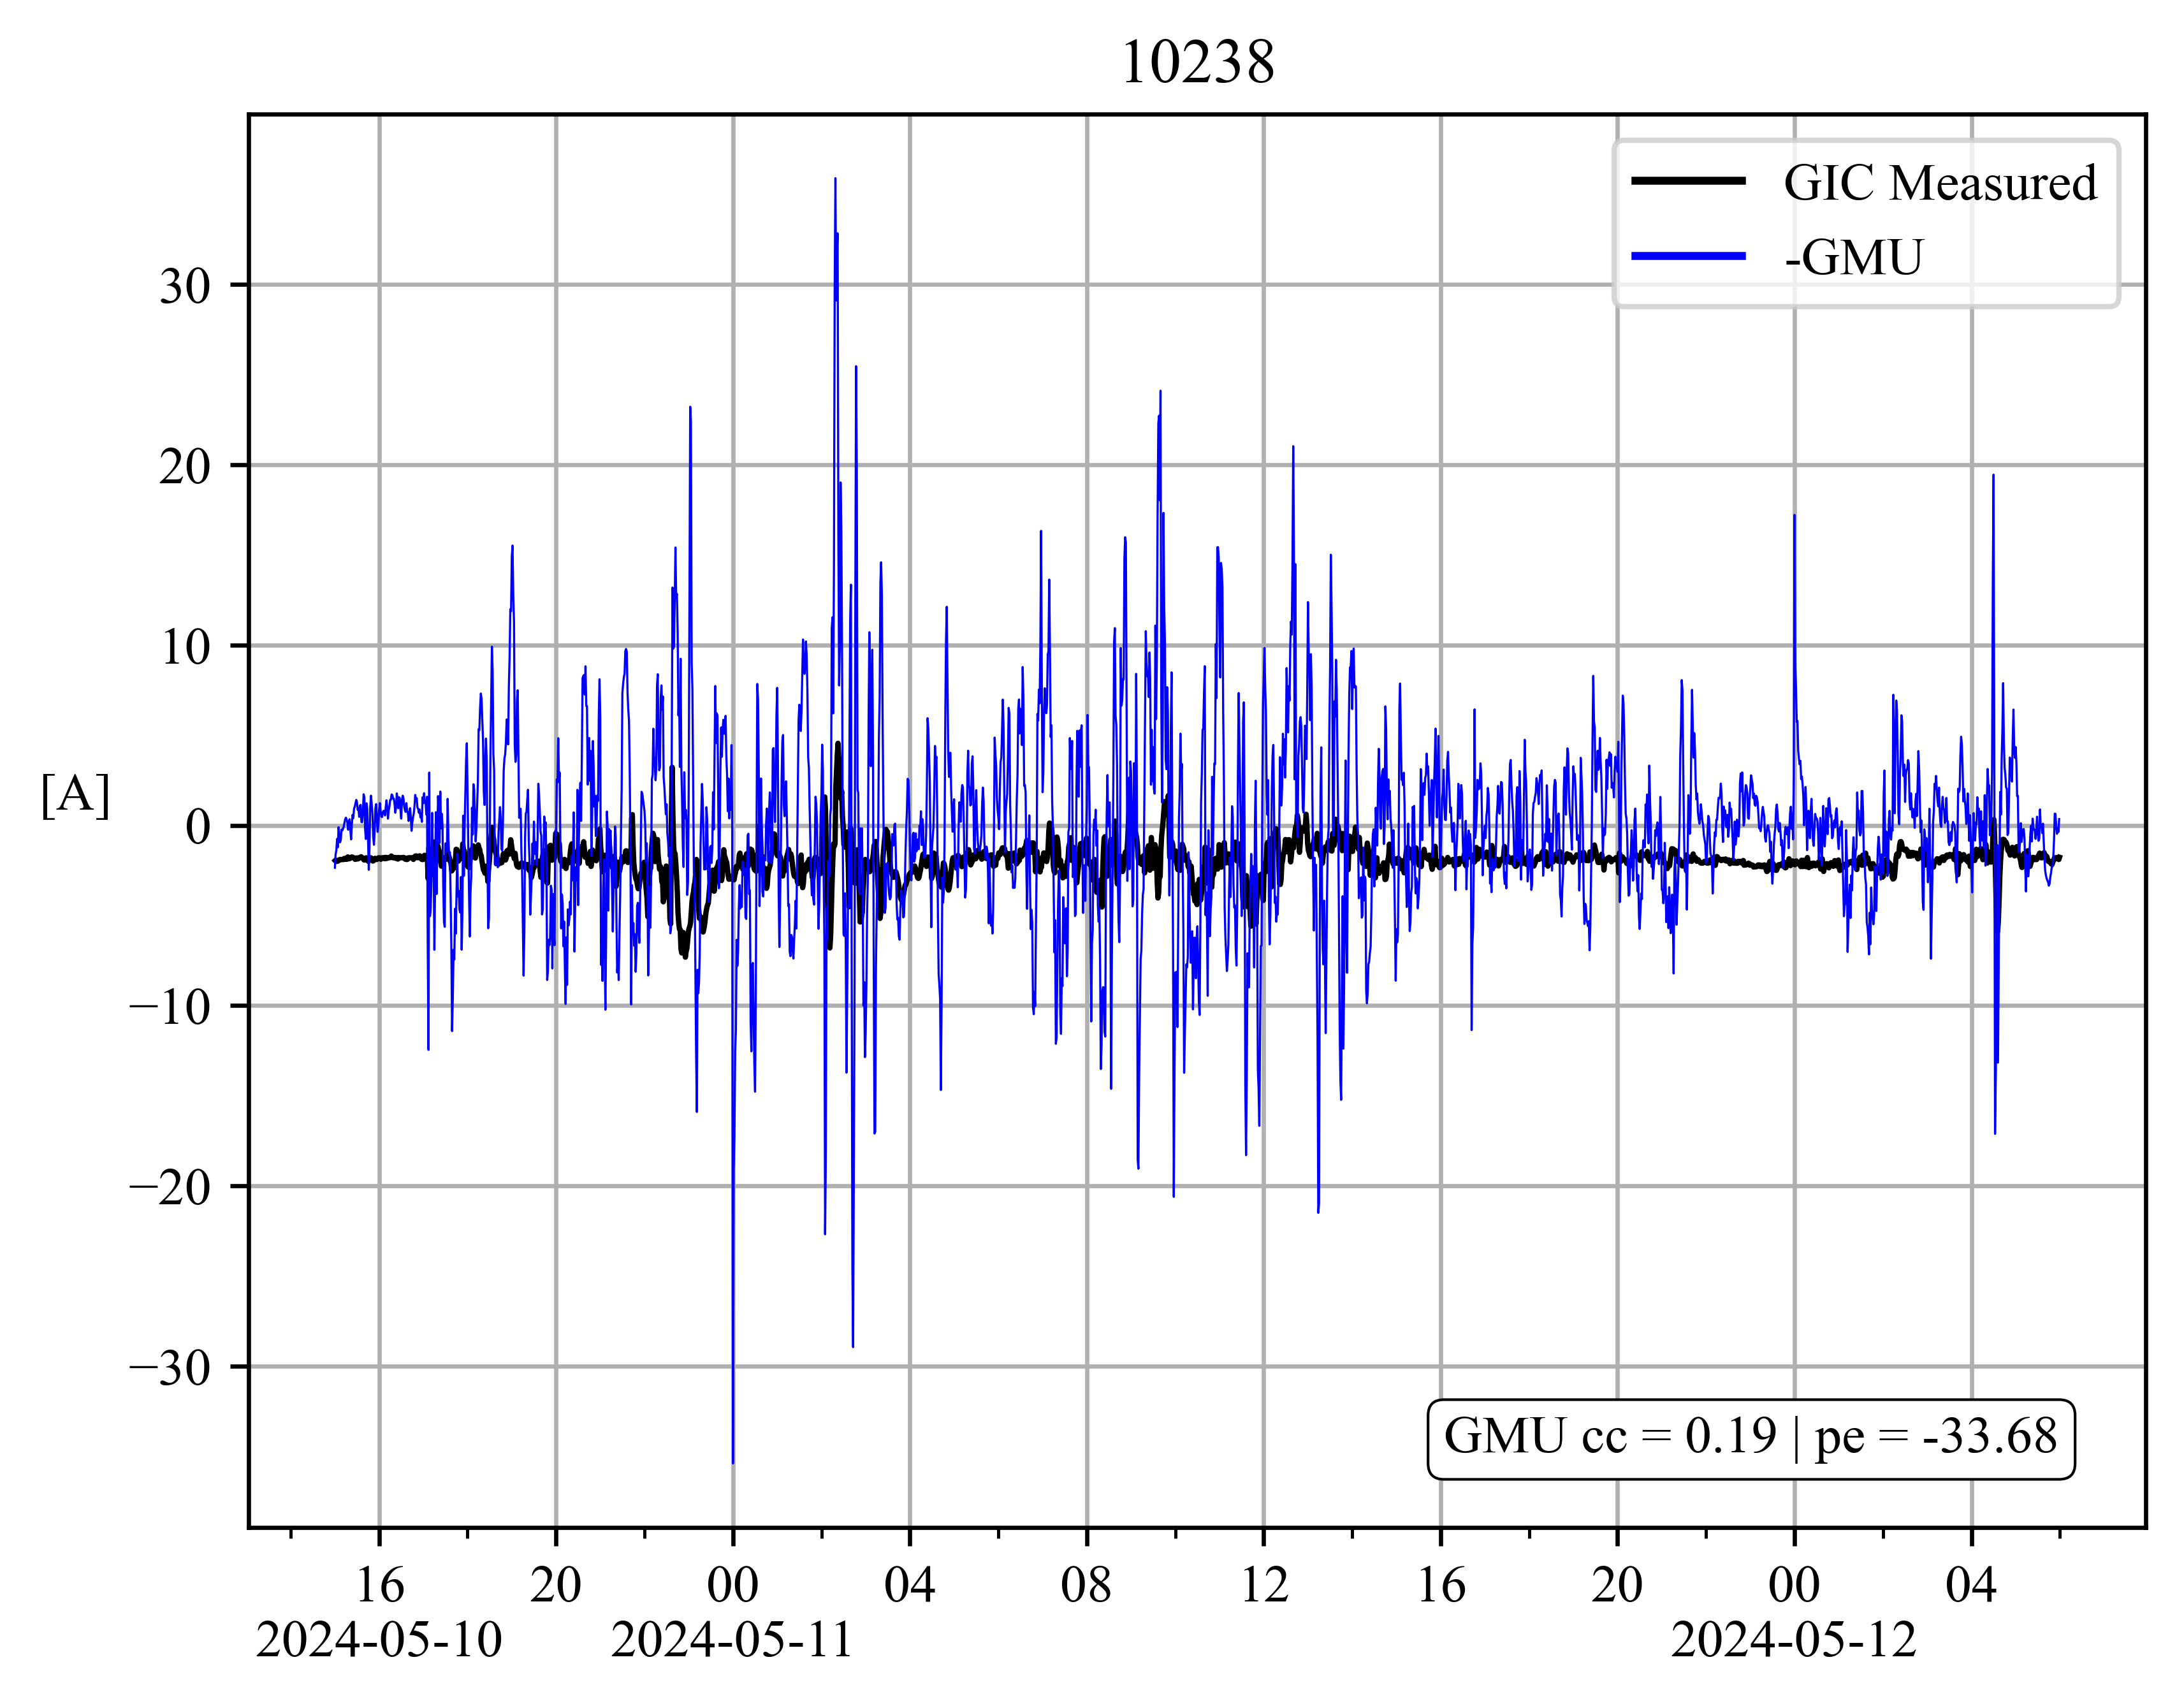 10238
GIC Measured
-GMU
30
20
10
[A]
0
−10
−20
−30
GMU cc = 0.19 | pe = -33.68
16 20 00 04 08 12 16 20 00 04
2024-05-10 2024-05-11 2024-05-12